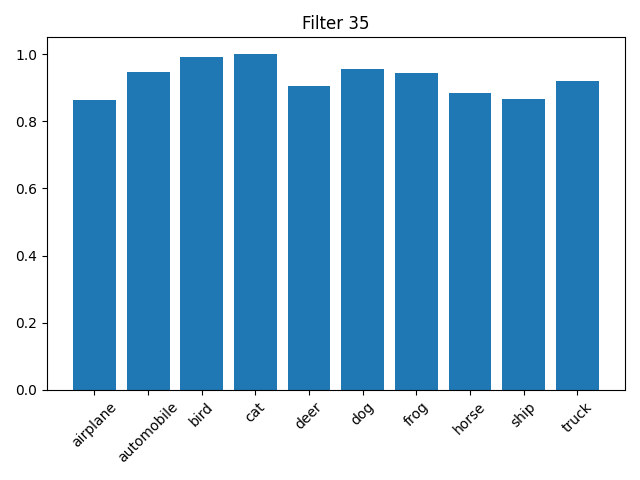 Filter 35
1.0
0.8
0.6
0.4
0.2
0.0
airplane
automobile
bird
cat
deer
dog
frog
horse
ship
truck